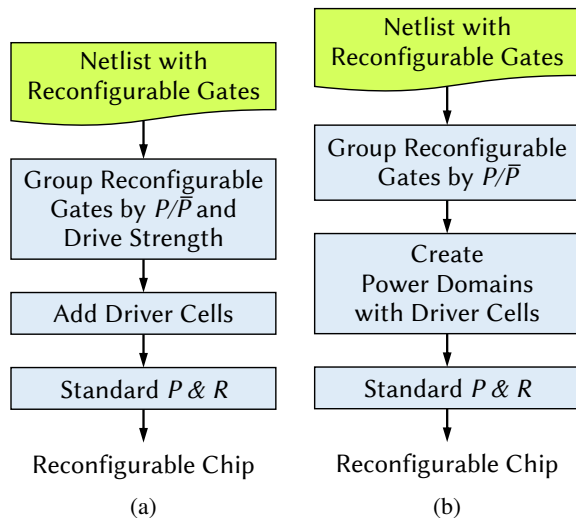 Netlist with
Reconfigurable Gates
Group Reconfigurable
Gates by P/P̅ and
Drive Strength
Add Driver Cells
Standard P & R
Reconfigurable Chip
(a)
Netlist with
Reconfigurable Gates
Group Reconfigurable
Gates by P/P̅
Create
Power Domains
with Driver Cells
Standard P & R
Reconfigurable Chip
(b)